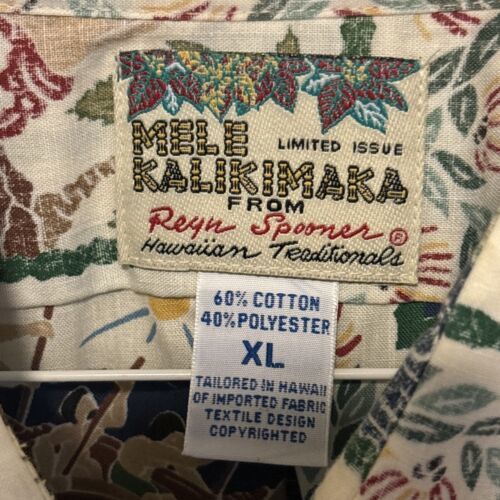 MELE
LIMITED ISSUE
KALIKIMAKA
FROM
Reyn Spooner ®
Hawaiian Traditionals
60% COTTON
40% POLYESTER
XL
TAILORED IN HAWAII
OF IMPORTED FABRIC
TEXTILE DESIGN
COPYRIGHTED